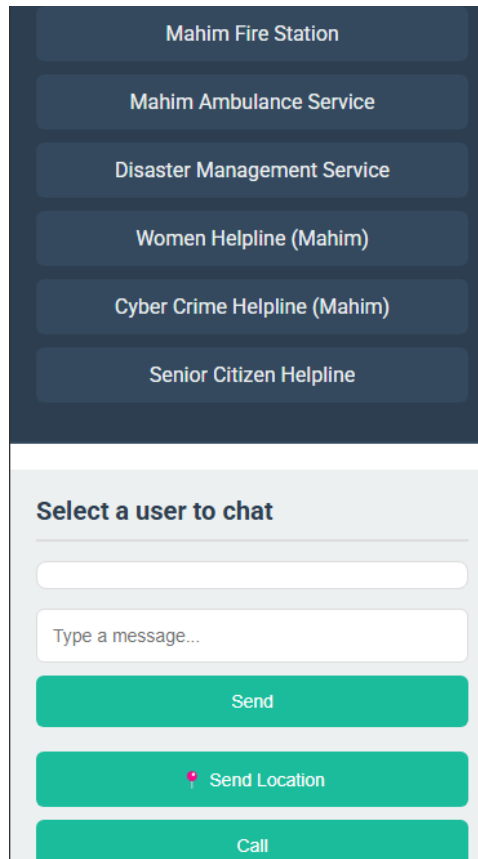 Mahim Fire Station
Mahim Ambulance Service
Disaster Management Service
Women Helpline (Mahim)
Cyber Crime Helpline (Mahim)
Senior Citizen Helpline
Select a user to chat
Type a message...
Send
📍 Send Location
Call